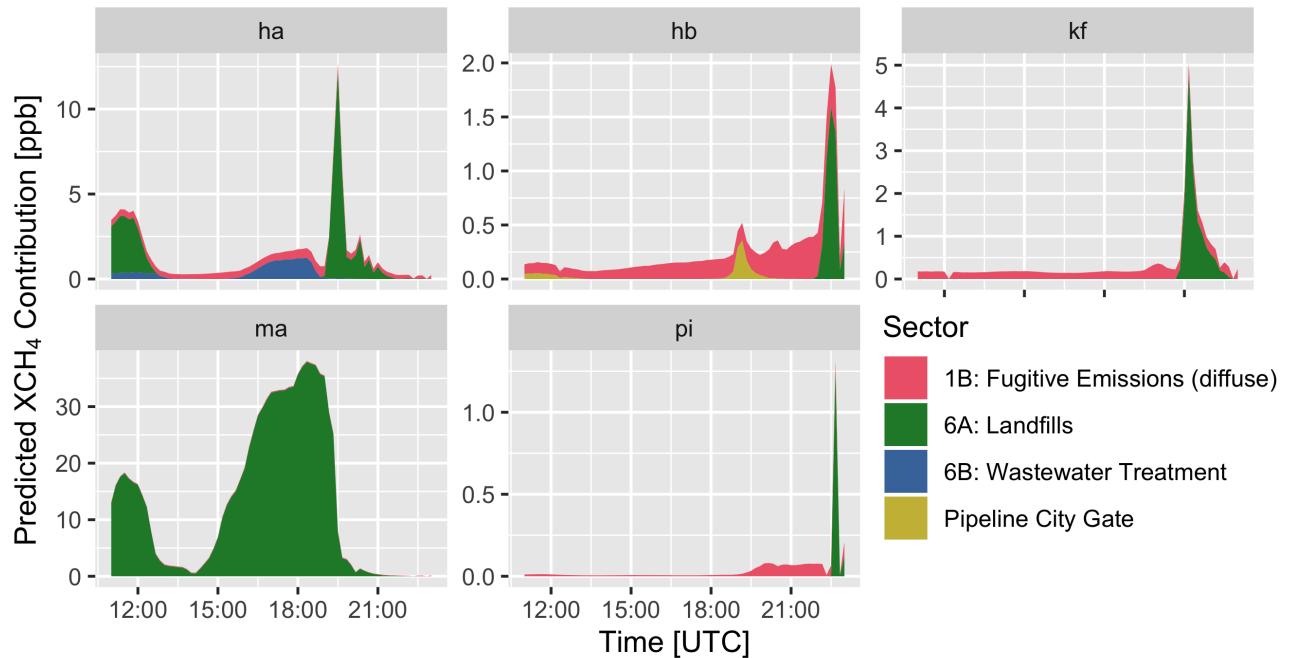 ha
hb
kf
10
5
0
2.0
1.5
1.0
0.5
0.0
5
4
3
2
1
0
ma
pi
30
20
10
0
1.0
0.5
0.0
12:00 15:00 18:00 21:00
12:00 15:00 18:00 21:00
Predicted XCH₄ Contribution [ppb]
Time [UTC]
Sector
1B: Fugitive Emissions (diffuse)
6A: Landfills
6B: Wastewater Treatment
Pipeline City Gate